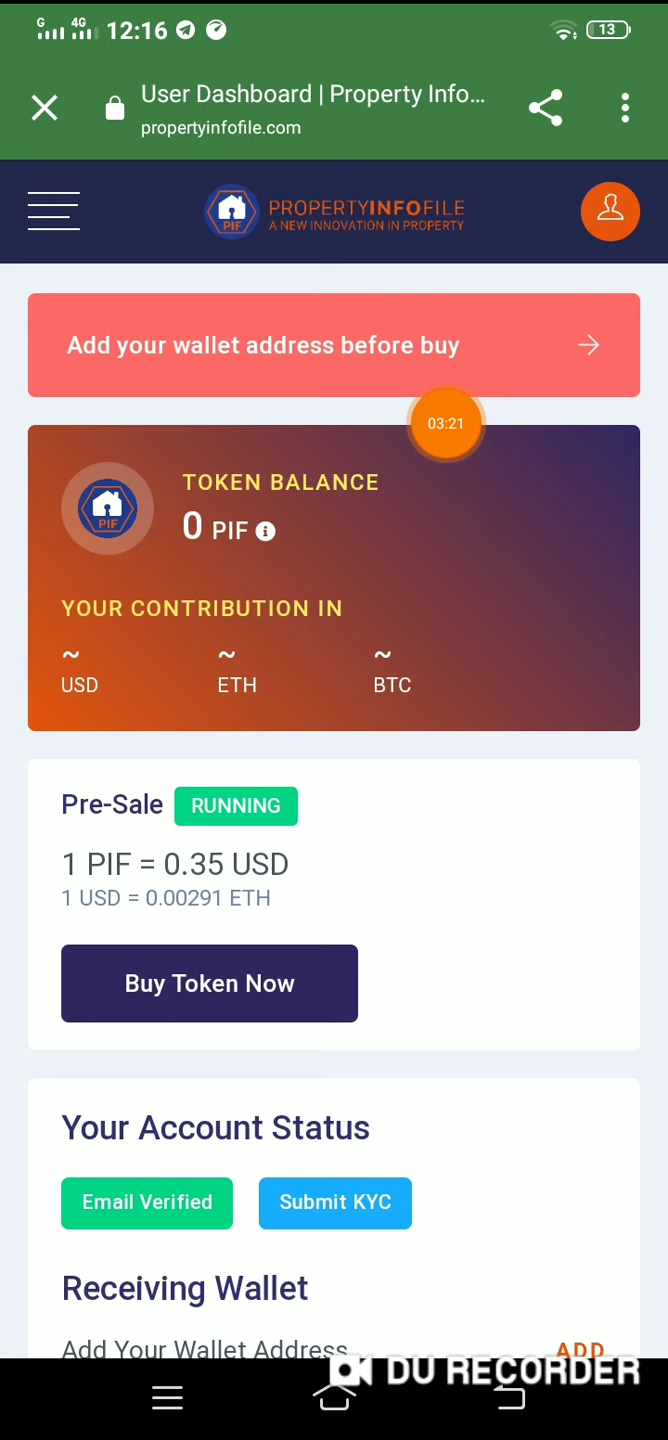 G 4G 12:16 13
User Dashboard | Property Info...
propertyinfofile.com
PIF PROPERTYINFOFILE
A NEW INNOVATION IN PROPERTY
Add your wallet address before buy
03:21
TOKEN BALANCE
PIF 0 PIF
YOUR CONTRIBUTION IN
~ ~ ~
USD ETH BTC
Pre-Sale RUNNING
1 PIF = 0.35 USD
1 USD = 0.00291 ETH
Buy Token Now
Your Account Status
Email Verified Submit KYC
Receiving Wallet
Add Your Wallet Address ADD
DU RECORDER